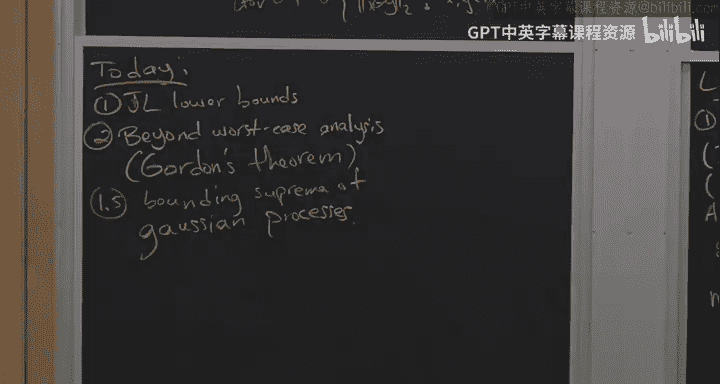 GPT中英字幕课程资源 bilibili
Today:
① JL lower bounds
② Beyond worst-case analysis
(Gordon's theorem)
①.5 bounding suprema of
gaussian processes.